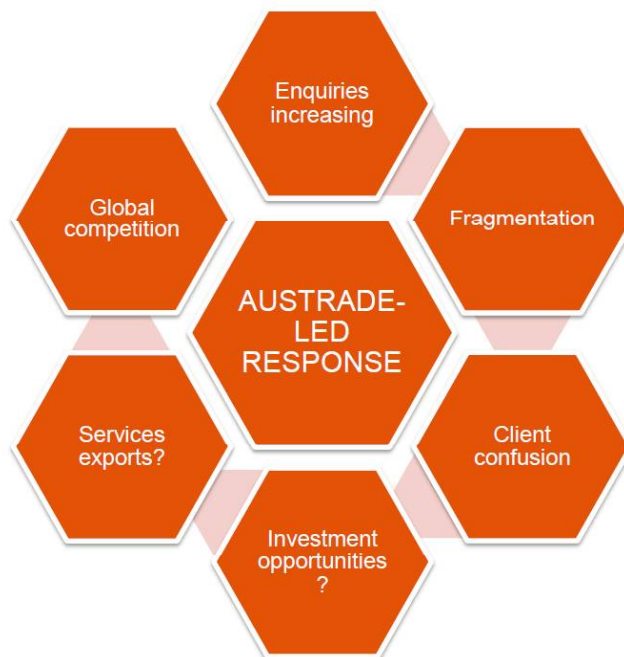 Enquiries
increasing
Global
competition
Fragmentation
AUSTRADE-
LED
RESPONSE
Services
exports?
Client
confusion
Investment
opportunities
?